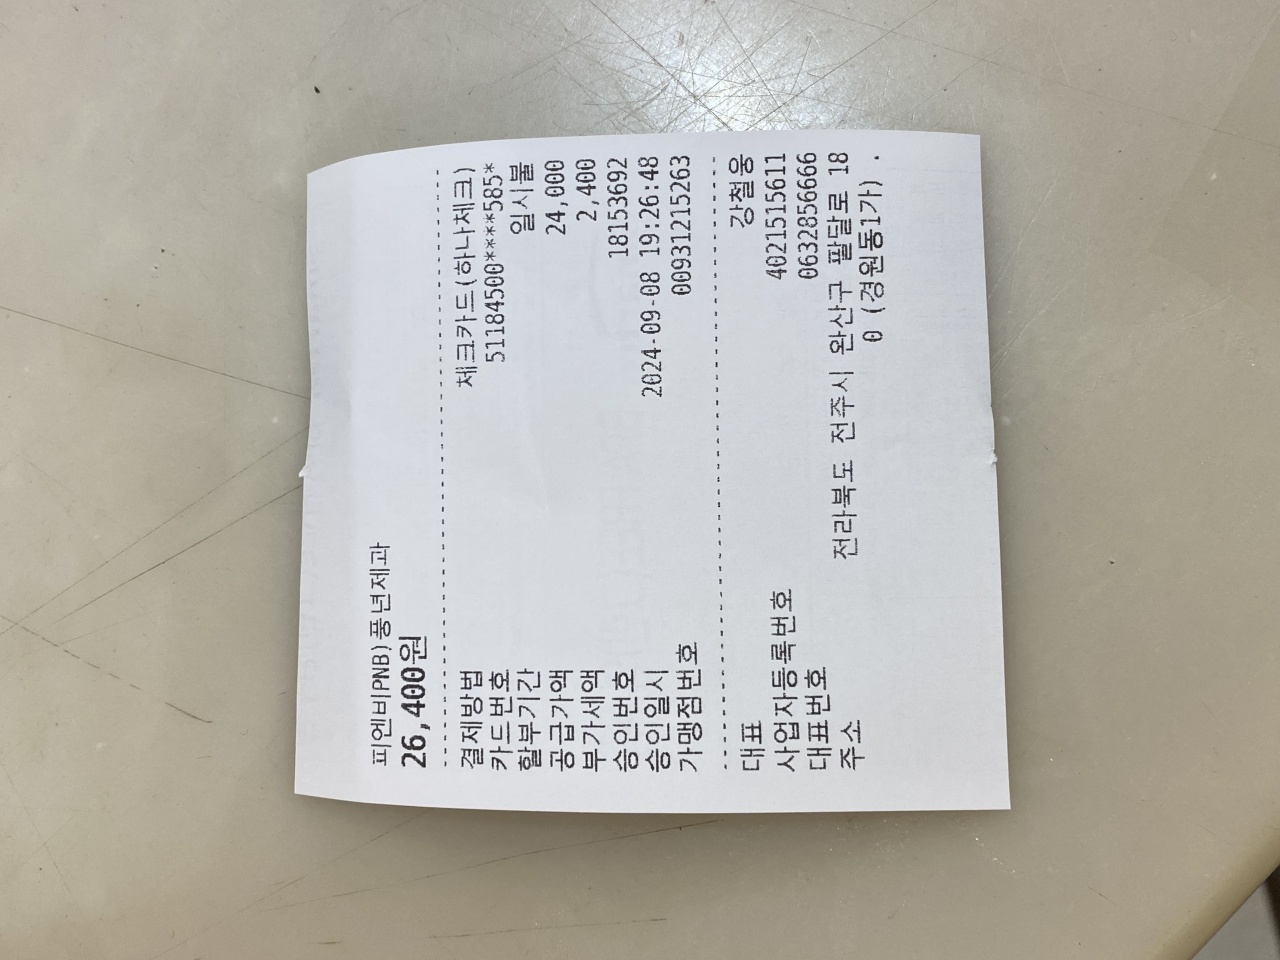 피엔비(PNB)풍년제과
26,400원
결제방법 체크카드(하나체크)
카드번호 51184500****585*
할부기간 일시불
공급가액 24,000
부가세액 2,400
승인번호 18153692
승인일시 2024-09-08 19:26:48
가맹점번호 00931215263
대표 강철웅
사업자등록번호 4021515611
대표번호 0632856666
주소 전라북도 전주시 완산구 팔달로 18
0 (경원동1가) .